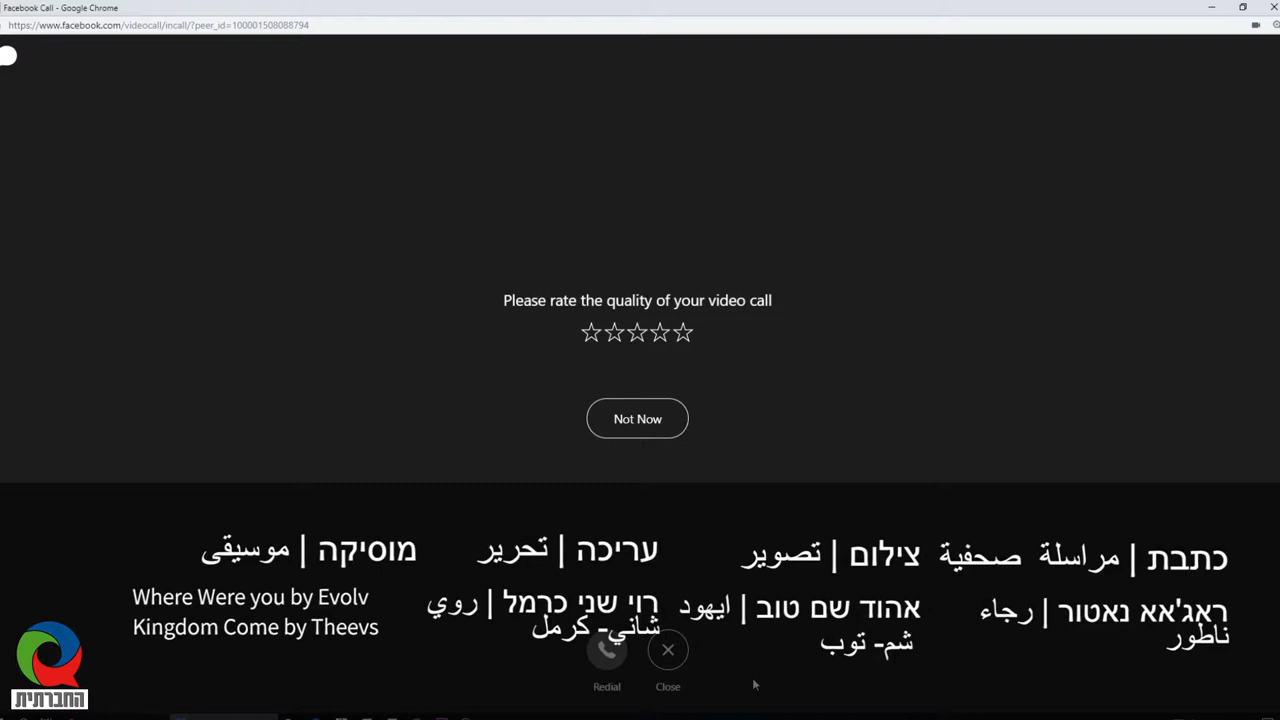 Facebook Call - Google Chrome
https://www.facebook.com/videocall/incall/?peer_id=100001508088794
Please rate the quality of your video call
Not Now
כתבת | مراسلة صحفية
ראג'אא נאטור | رجاء
ناطور
צילום | تصوير
אהוד שם טוב | ايهود
شم- توب
עריכה | تحرير
רוי שני כרמל | روي
شاني- كرمل
מוסיקה | موسيقى
Where Were you by Evolv
Kingdom Come by Theevs
Redial
Close
החברתית